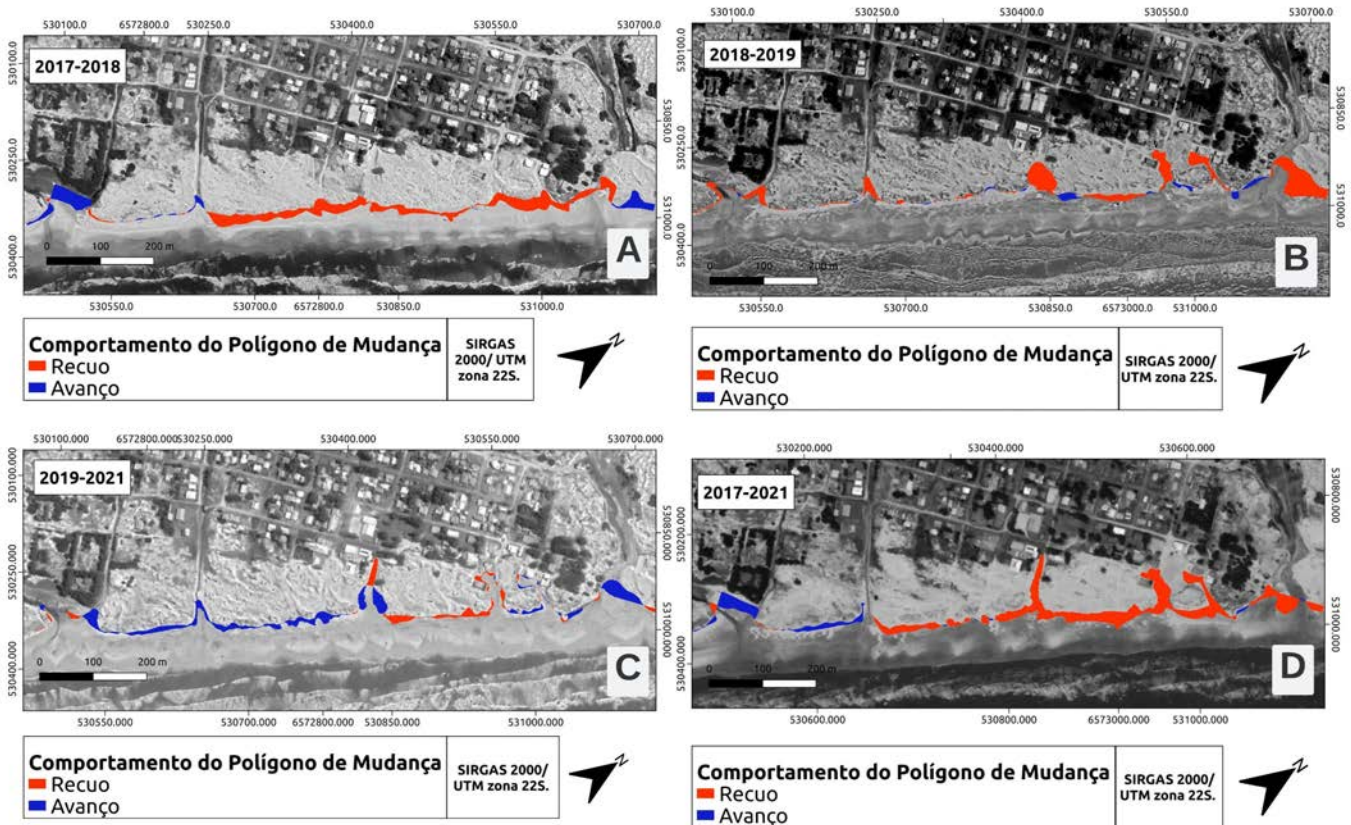 530100.0 6572800.0 530250.0 530400.0 530550.0 530700.0
530100.0
530250.0
530400.0
2017-2018
530850.0
531000.0
0 100 200 m
A
530550.0 530700.0 6572800.0 530850.0 531000.0
Comportamento do Polígono de Mudança
Recuo
Avanço
SIRGAS
2000/ UTM
zona 22S.
N
530100.0 530250.0 530400.0 530550.0 530700.0
530100.0
530250.0
530400.0
2018-2019
530850.0
531000.0
0 100 200 m
B
530550.0 530700.0 530850.0 6573000.0 531000.0
Comportamento do Polígono de Mudança
Recuo
Avanço
SIRGAS 2000/
UTM zona 22S.
N
530100.000 6572800.000530250.000 530400.000 530550.000 530700.000
530100.000
530250.000
530400.000
2019-2021
530850.000
531000.000
0 100 200 m
C
530550.000 530700.000 6572800.000 530850.000 531000.000
Comportamento do Polígono de Mudança
Recuo
Avanço
SIRGAS 2000/
UTM zona 22S.
N
530200.000 530400.000 530600.000
530200.000
530400.000
2017-2021
530800.000
531000.000
0 100 200 m
D
530600.000 530800.000 6573000.000 531000.000
Comportamento do Polígono de Mudança
Recuo
Avanço
SIRGAS 2000/
UTM zona 22S.
N